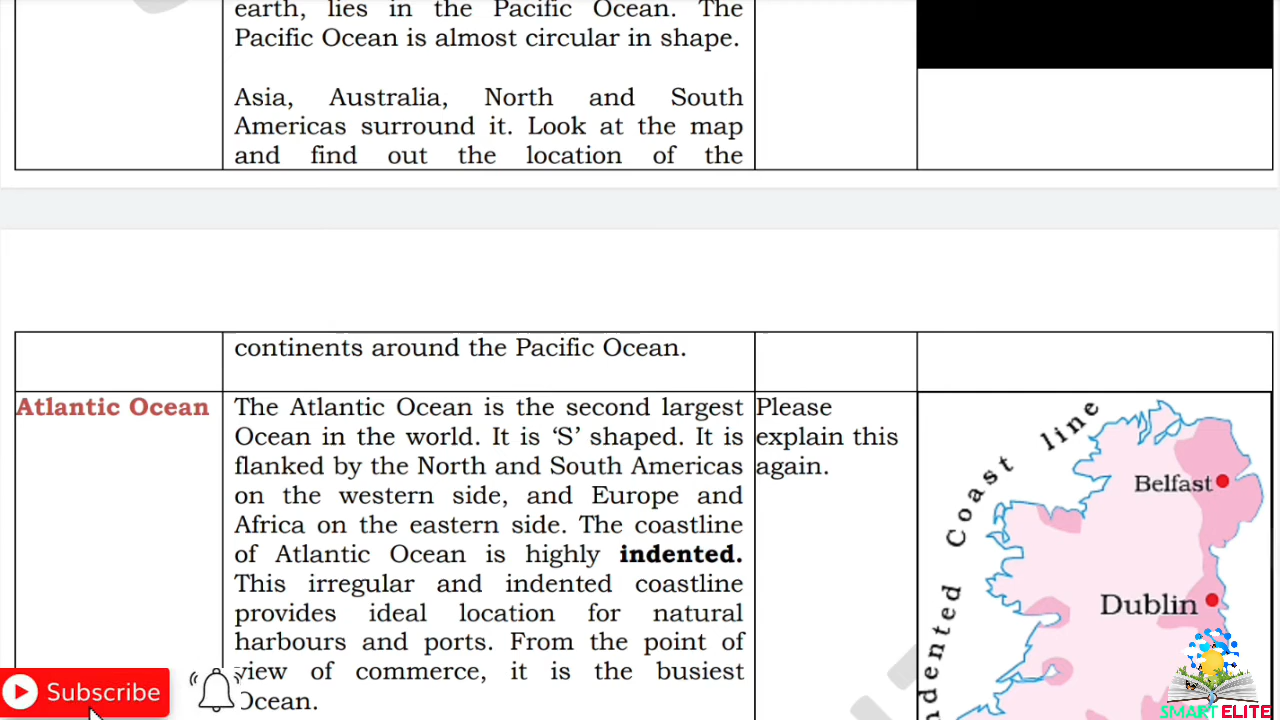 earth, lies in the Pacific Ocean. The
Pacific Ocean is almost circular in shape.
Asia, Australia, North and South
Americas surround it. Look at the map
and find out the location of the
continents around the Pacific Ocean.
Atlantic Ocean
The Atlantic Ocean is the second largest
Ocean in the world. It is ‘S’ shaped. It is
flanked by the North and South Americas
on the western side, and Europe and
Africa on the eastern side. The coastline
of Atlantic Ocean is highly indented.
This irregular and indented coastline
provides ideal location for natural
harbours and ports. From the point of
view of commerce, it is the busiest
Ocean.
Please
explain this
again.
ndented Coast line
Belfast
Dublin
Subscribe
SMART ELITE